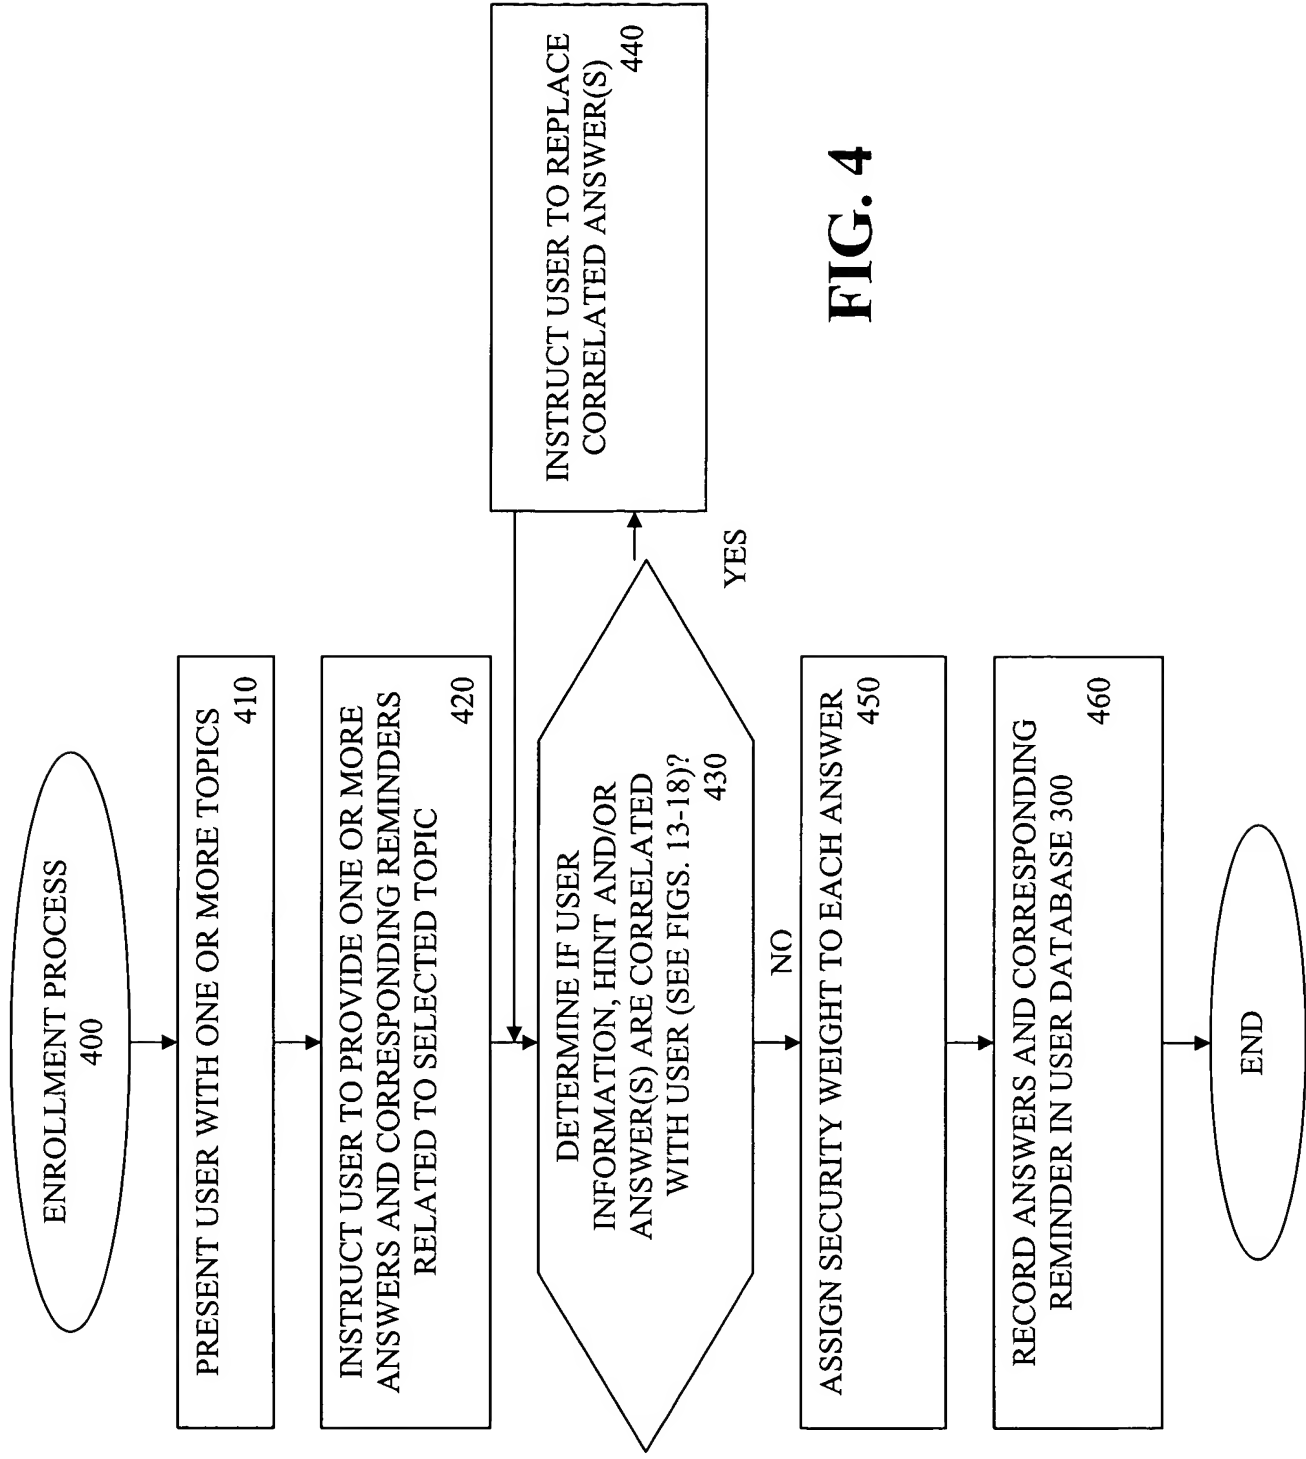 ENROLLMENT PROCESS
400
PRESENT USER WITH ONE OR MORE TOPICS
410
INSTRUCT USER TO PROVIDE ONE OR MORE
ANSWERS AND CORRESPONDING REMINDERS
RELATED TO SELECTED TOPIC
420
DETERMINE IF USER
INFORMATION, HINT AND/OR
ANSWER(S) ARE CORRELATED
WITH USER (SEE FIGS. 13-18)?
430
YES
INSTRUCT USER TO REPLACE
CORRELATED ANSWER(S)
440
NO
ASSIGN SECURITY WEIGHT TO EACH ANSWER
450
RECORD ANSWERS AND CORRESPONDING
REMINDER IN USER DATABASE 300
460
END
FIG. 4